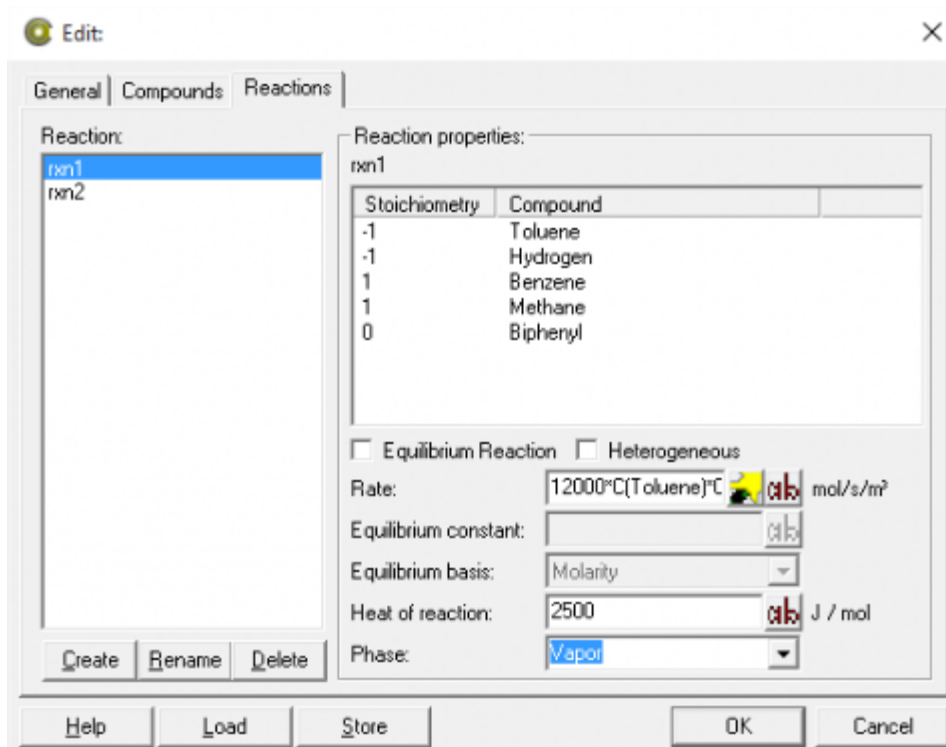 Edit:
General Compounds Reactions
Reaction:
rxn1
rxn2
Reaction properties:
rxn1
Stoichiometry Compound
-1 Toluene
-1 Hydrogen
1 Benzene
1 Methane
0 Biphenyl
Equilibrium Reaction Heterogeneous
Rate: 12000*C(Toluene)*C mol/s/m³
Equilibrium constant:
Equilibrium basis: Molarity
Heat of reaction: 2500 J / mol
Phase: Vapor
Create Rename Delete
Help Load Store OK Cancel